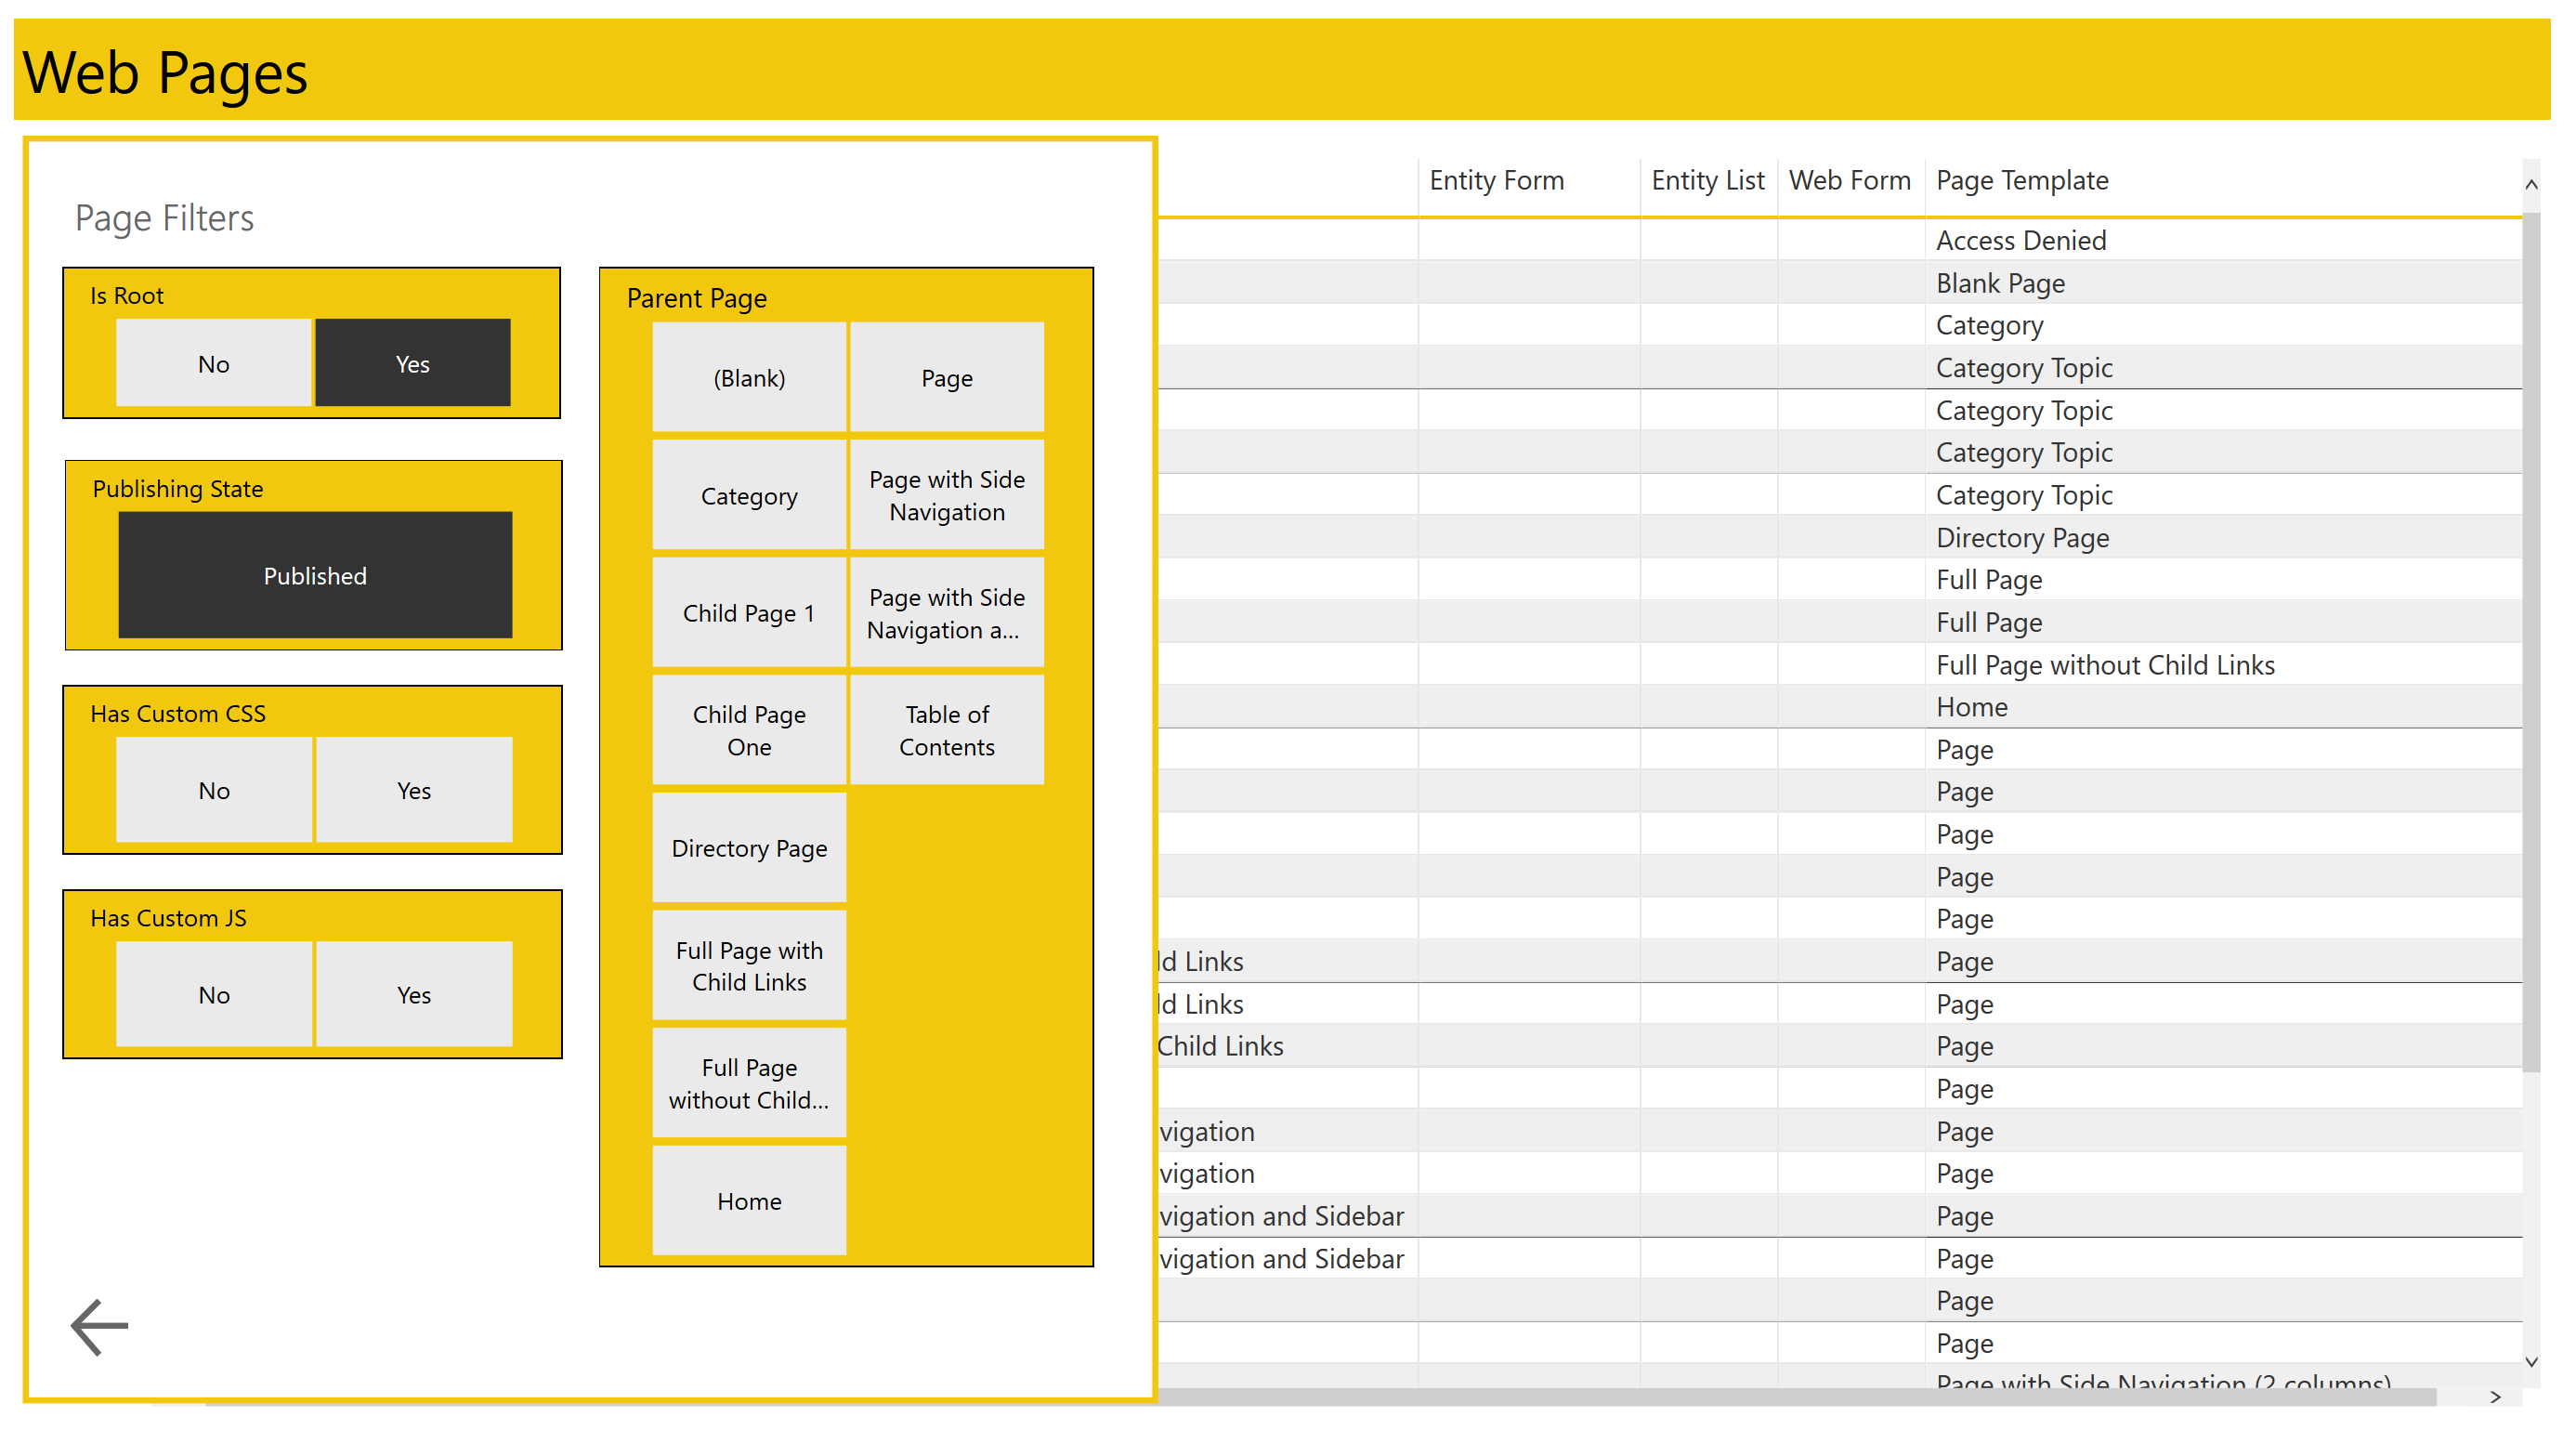 Web Pages
Page Filters
Is Root
No
Yes
Publishing State
Published
Has Custom CSS
No
Yes
Has Custom JS
No
Yes
Parent Page
(Blank)
Page
Category
Page with Side
Navigation
Child Page 1
Page with Side
Navigation a...
Child Page
One
Table of
Contents
Directory Page
Full Page with
Child Links
Full Page
without Child...
Home
Entity Form Entity List Web Form Page Template
Access Denied
Blank Page
Category
Category Topic
Category Topic
Category Topic
Category Topic
Directory Page
Full Page
Full Page
Full Page without Child Links
Home
Page
Page
Page
Page
Page
ld Links Page
ld Links Page
Child Links Page
Page
vigation Page
vigation Page
vigation and Sidebar Page
vigation and Sidebar Page
Page
Page
Page with Side Navigation (2 columns)